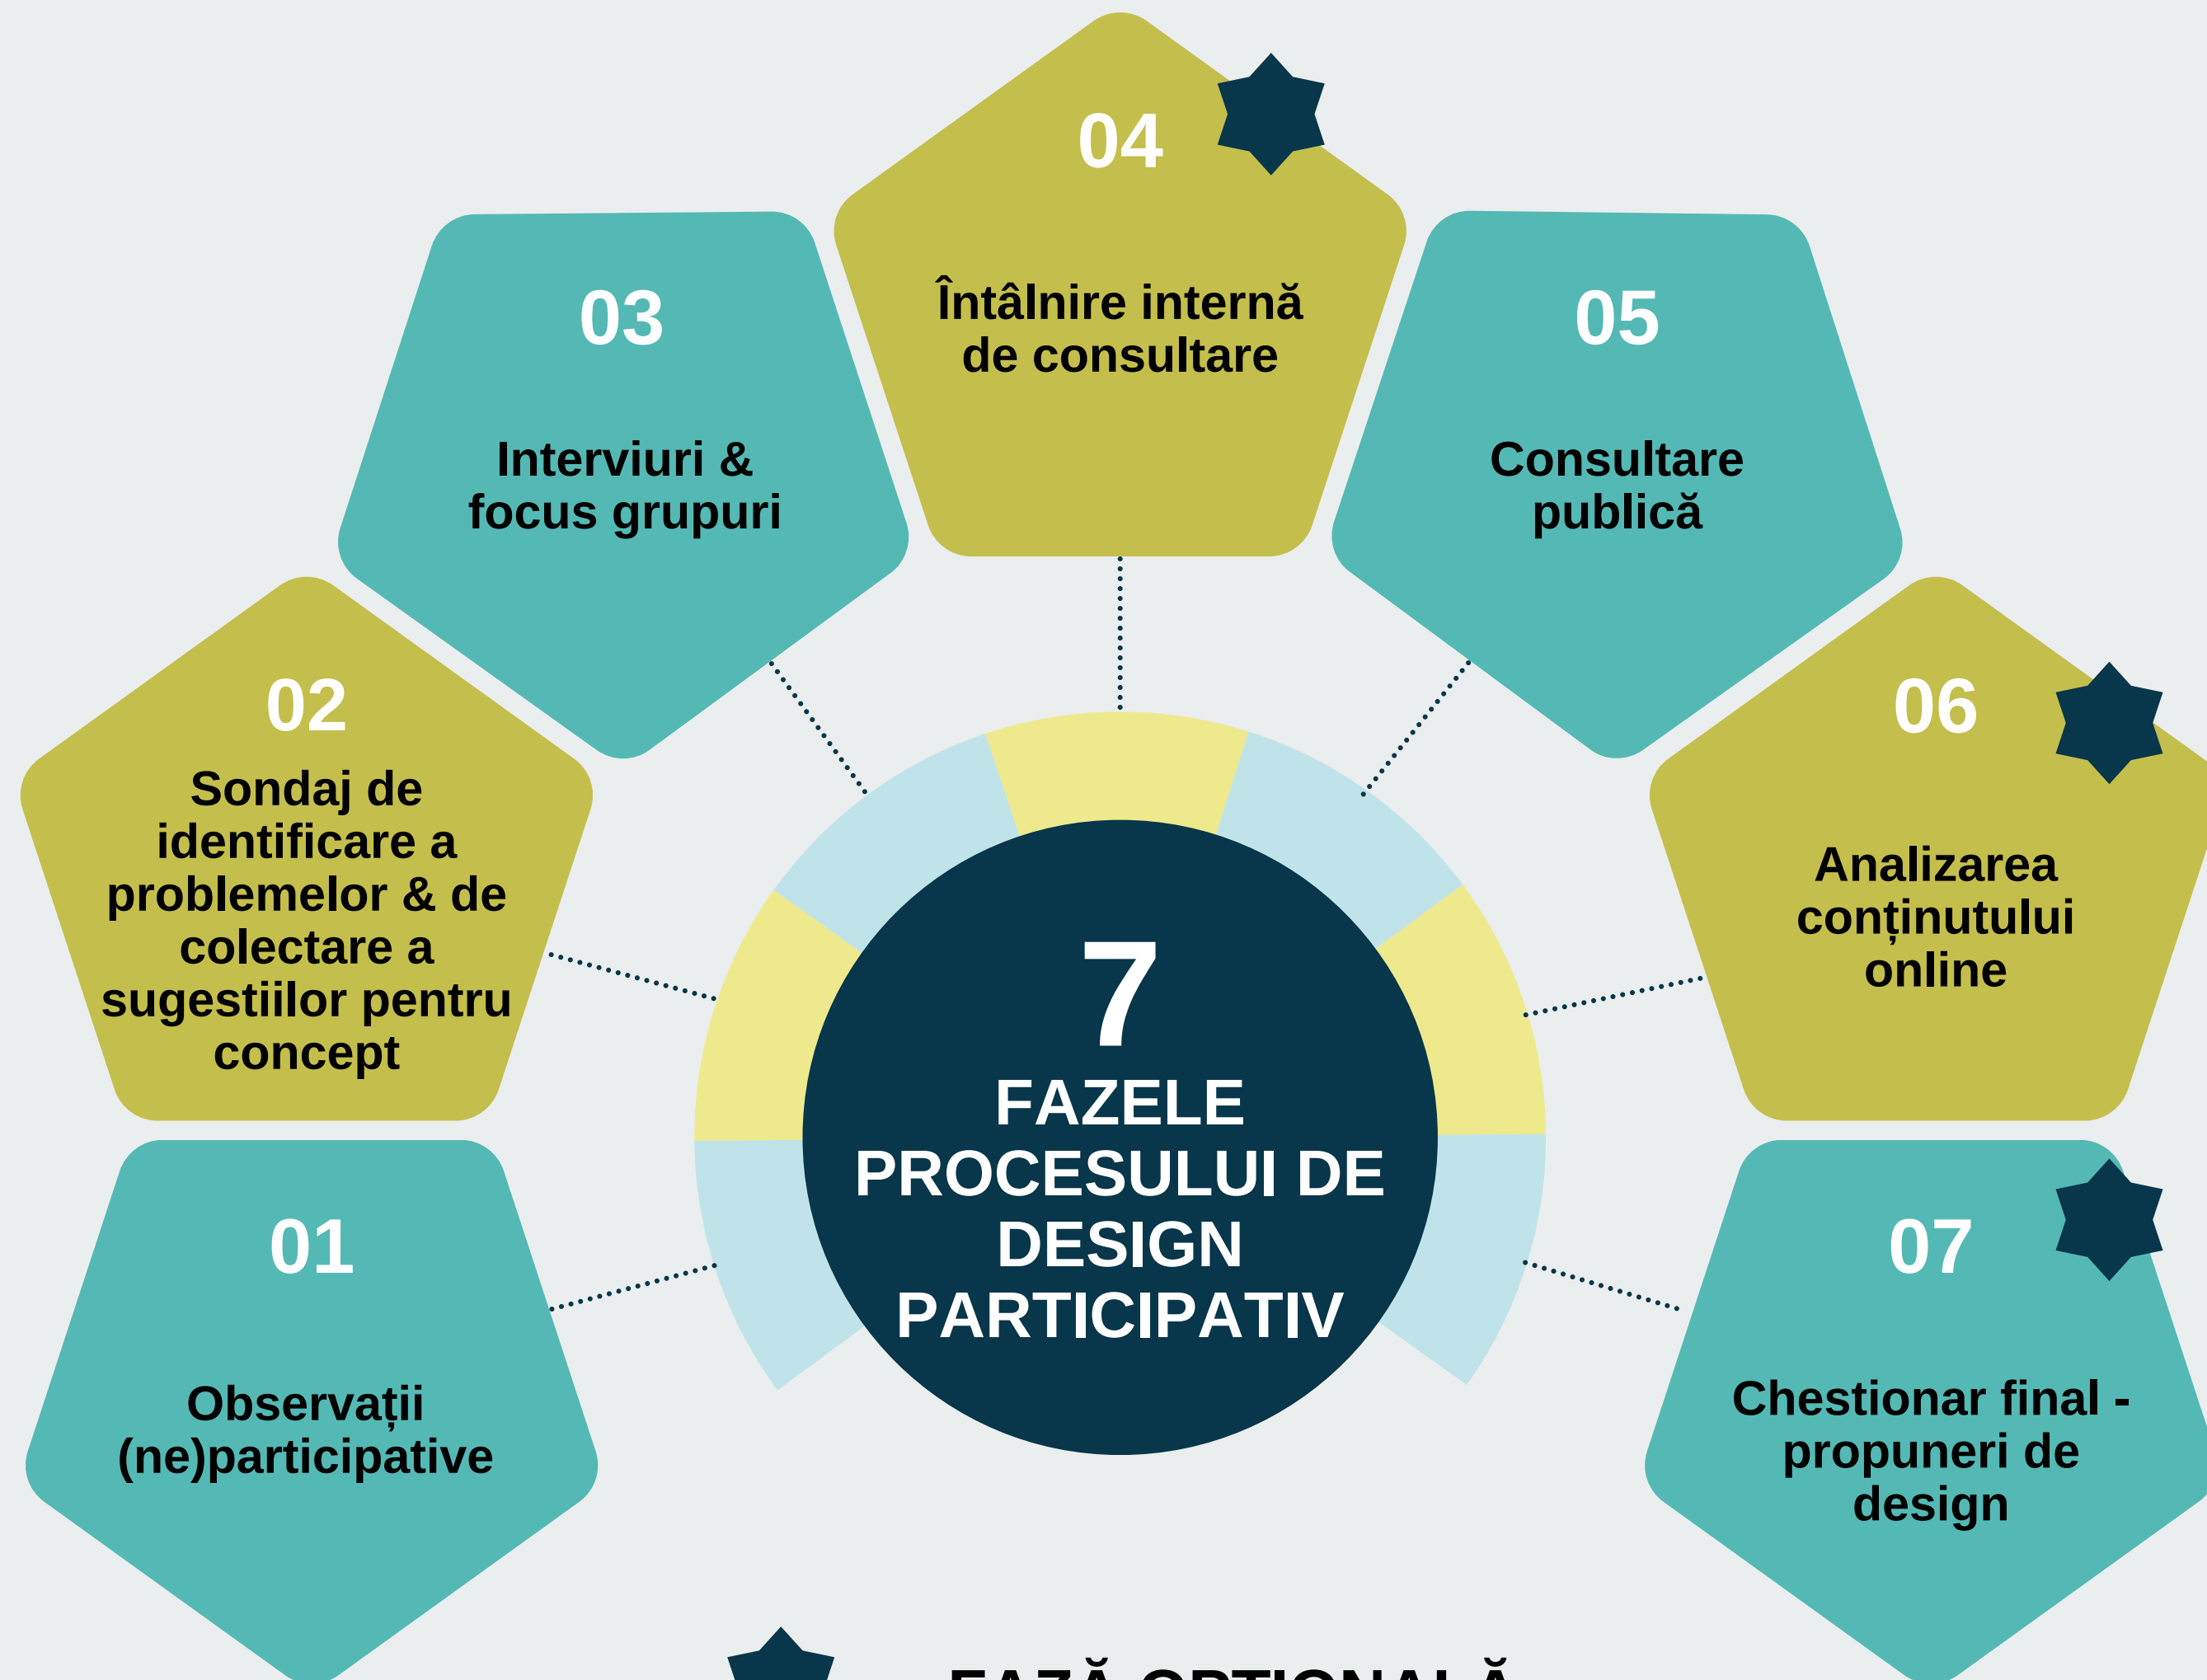 04
Întâlnire internă
de consultare
03
Interviuri &
focus grupuri
05
Consultare
publică
02
Sondaj de
identificare a
problemelor & de
colectare a
sugestiilor pentru
concept
06
Analizarea
conținutului
online
7
FAZELE
PROCESULUI DE
DESIGN
PARTICIPATIV
01
Observații
(ne)participative
07
Chestionar final -
propuneri de
design
FAZĂ OPȚIONALĂ